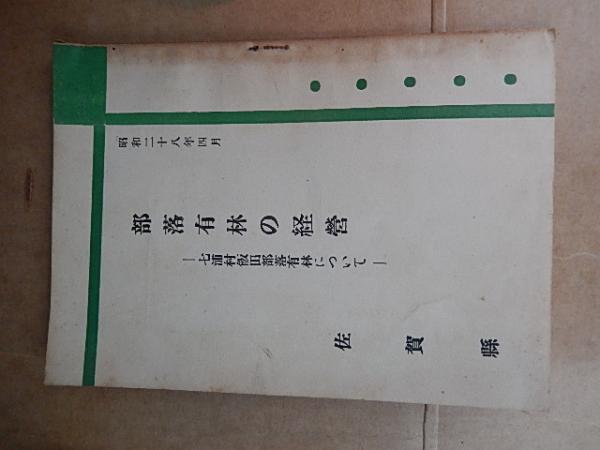 昭和二十八年四月
部落有林の経營
―七浦村飯田部落有林について―
佐賀縣